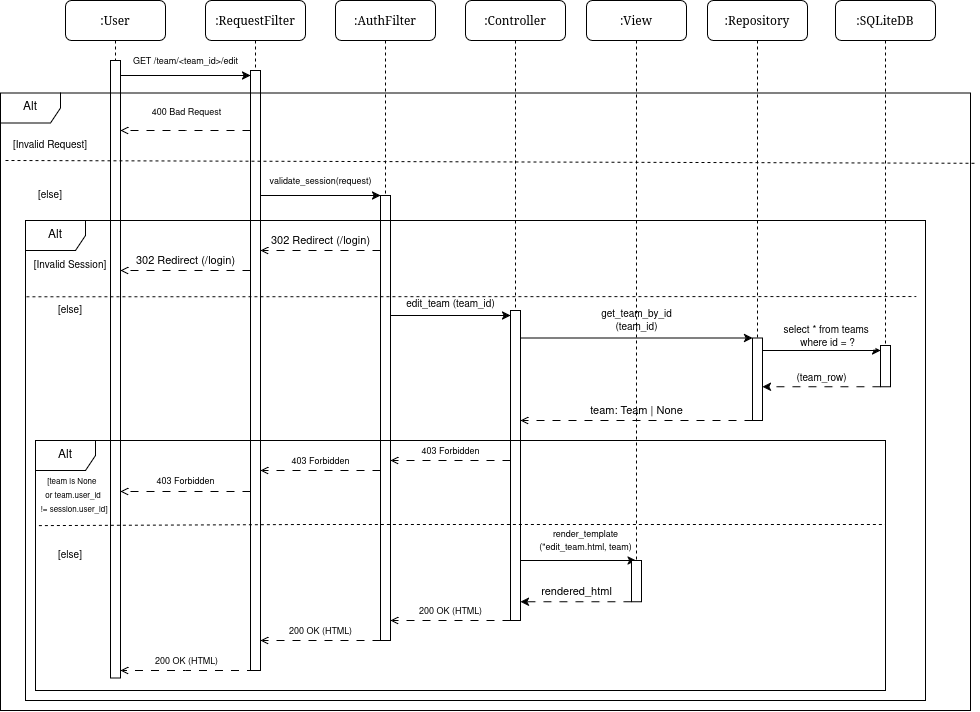 :User
:RequestFilter
:AuthFilter
:Controller
:View
:Repository
:SQLiteDB
GET /team/<team_id>/edit
Alt
400 Bad Request
[Invalid Request]
[else]
validate_session(request)
Alt
302 Redirect (/login)
302 Redirect (/login)
[Invalid Session]
[else]
edit_team (team_id)
get_team_by_id
(team_id)
select * from teams
where id = ?
(team_row)
team: Team | None
Alt
403 Forbidden
403 Forbidden
403 Forbidden
[team is None
or team.user_id
!= session.user_id]
[else]
render_template
("edit_team.html, team)
rendered_html
200 OK (HTML)
200 OK (HTML)
200 OK (HTML)